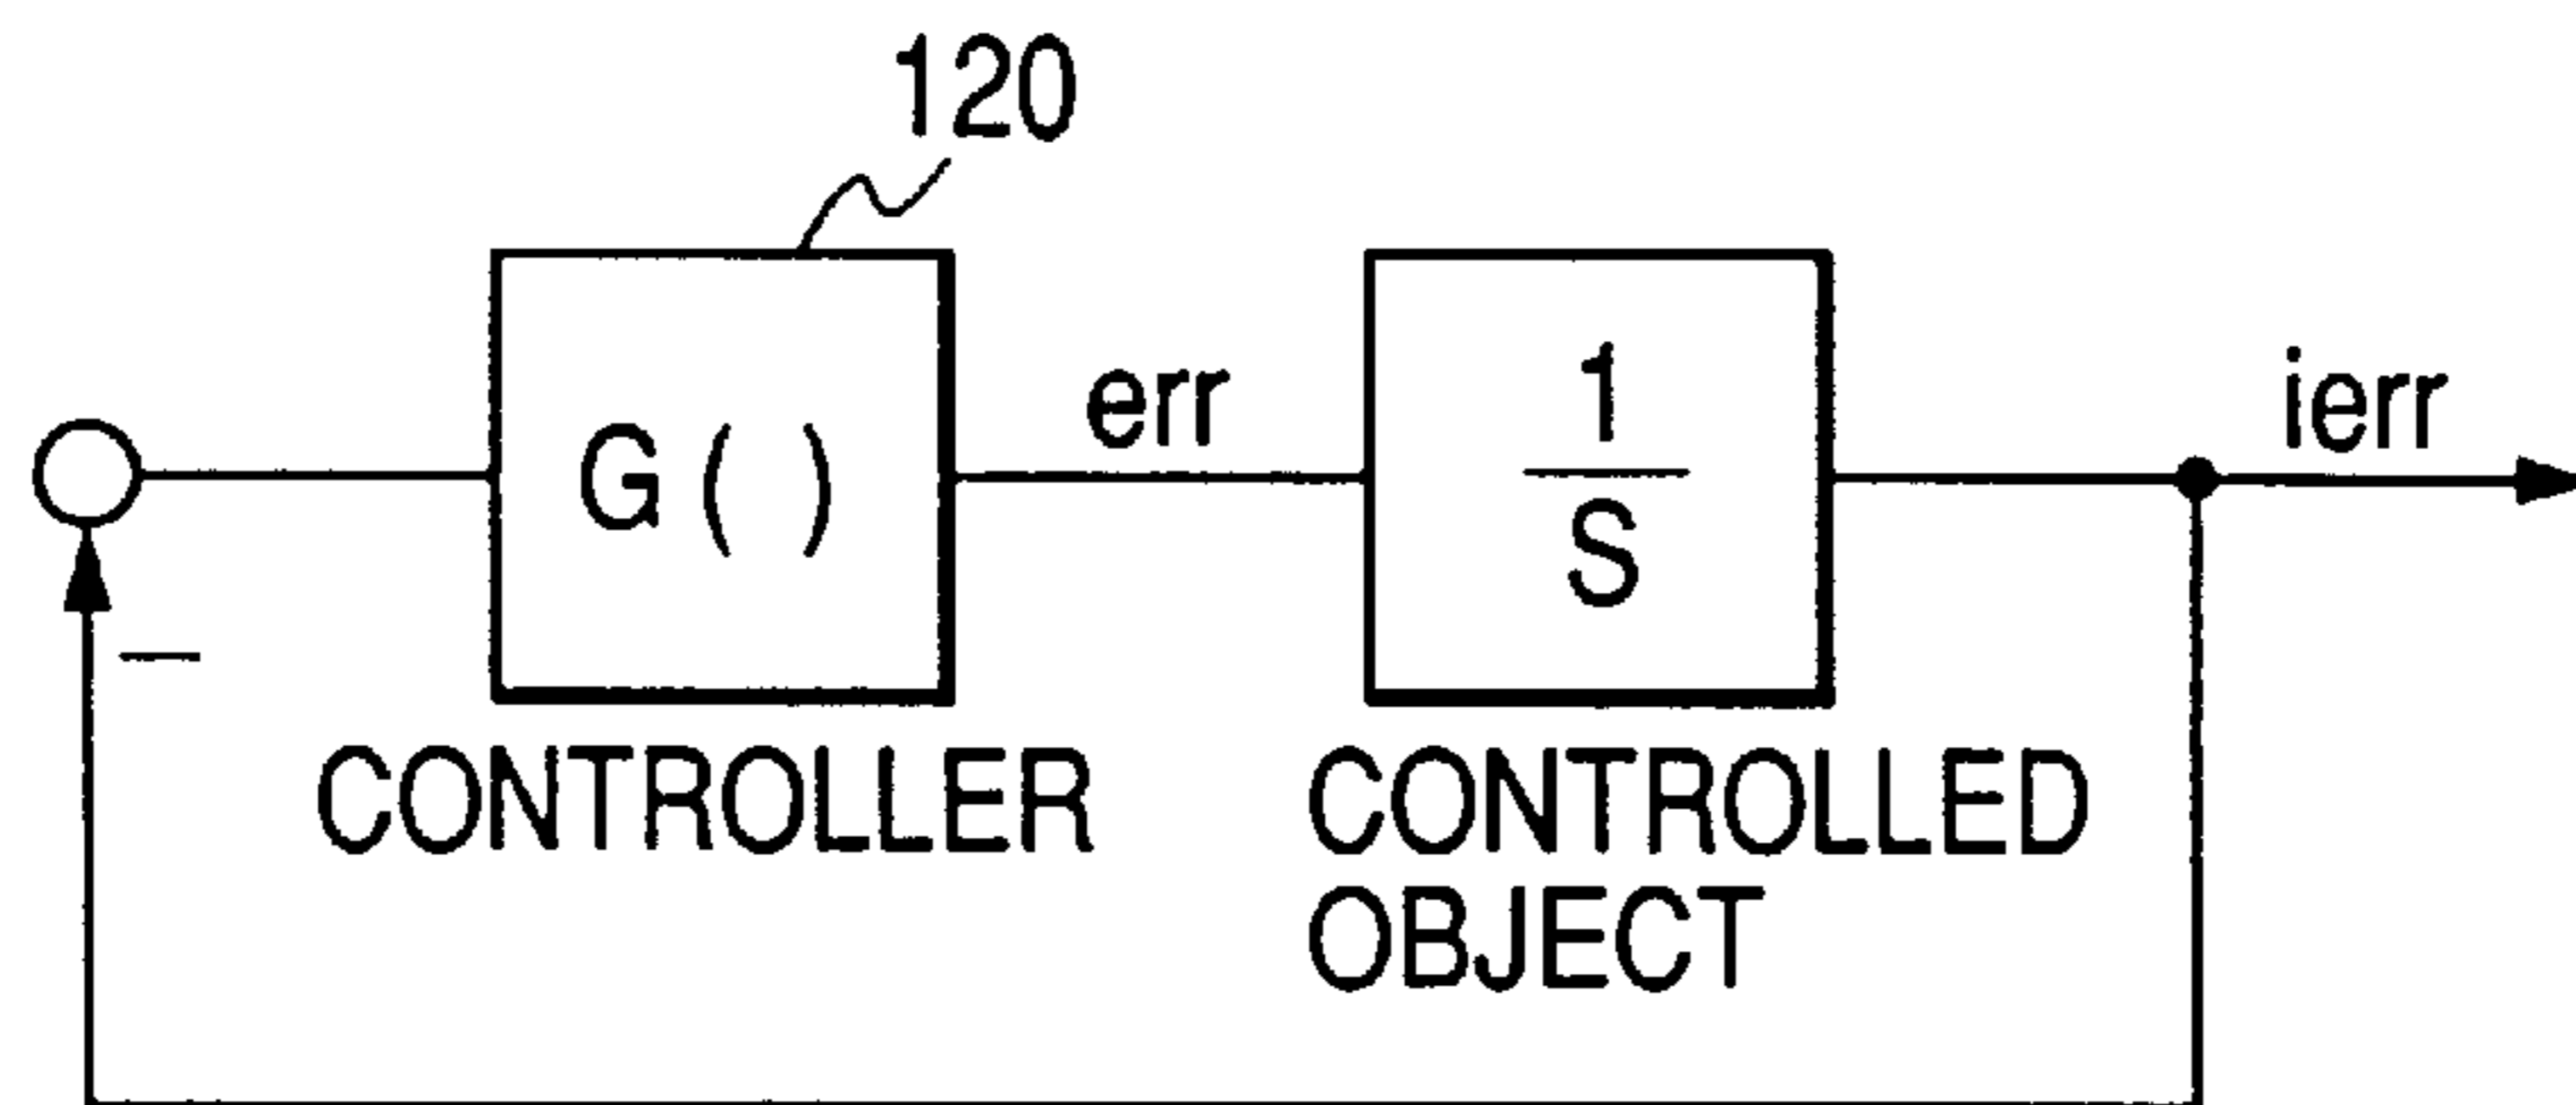 120
G ( )
err
1
S
ierr
−
CONTROLLER
CONTROLLED
OBJECT